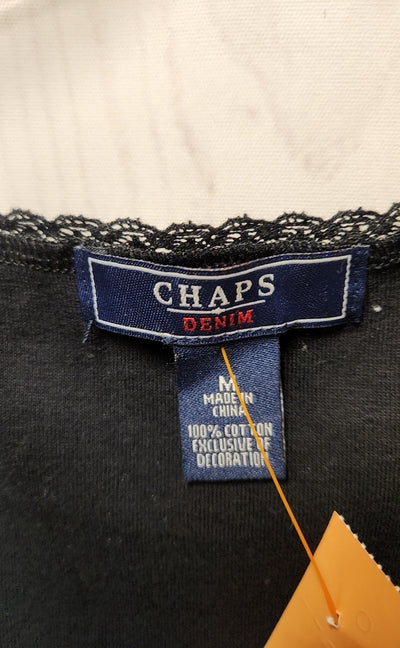 CHAPS
DENIM
M
MADE IN
CHINA
100% COTTON
EXCLUSIVE OF
DECORATION